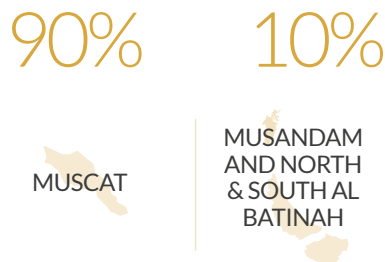 90%
10%
MUSCAT
MUSANDAM
AND NORTH
& SOUTH AL
BATINAH